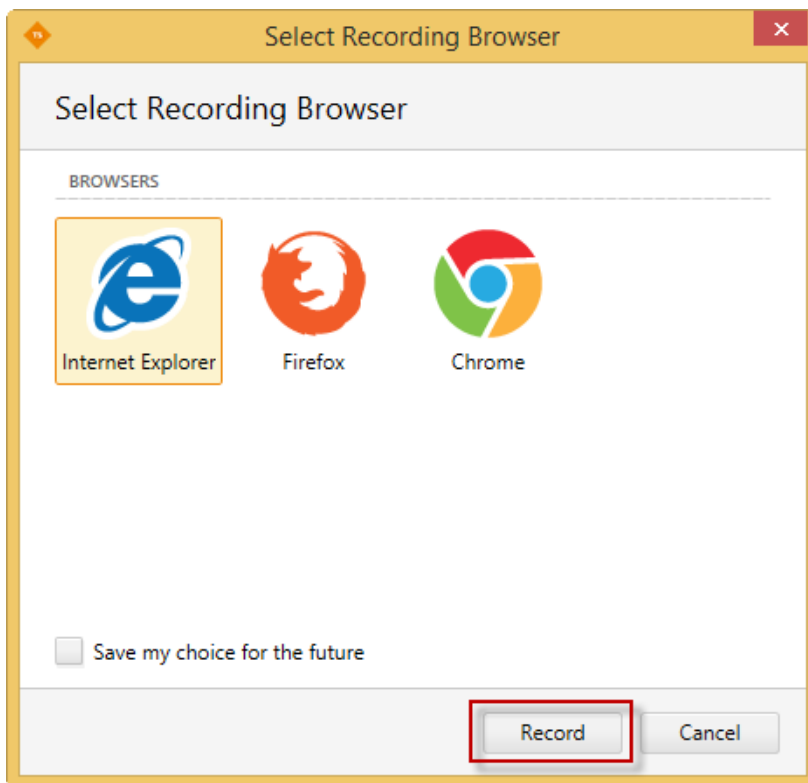 TS
Select Recording Browser
Select Recording Browser
BROWSERS
Internet Explorer Firefox Chrome
Save my choice for the future
Record Cancel